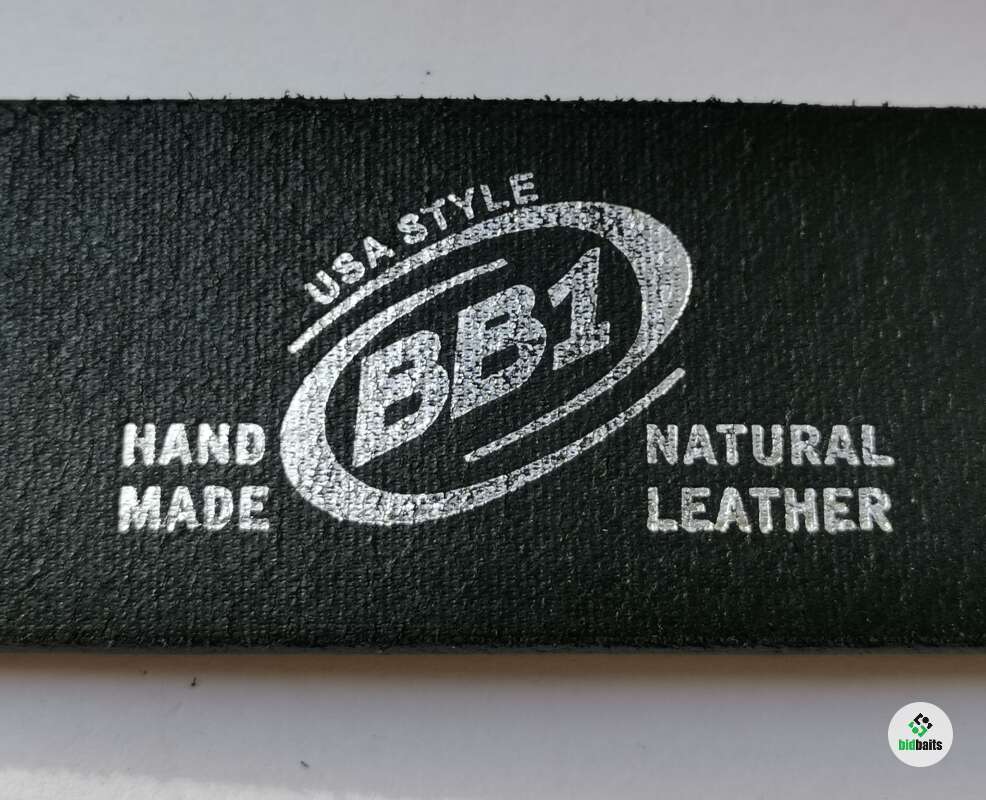 USA STYLE
BB1
HAND
MADE
NATURAL
LEATHER
bidbaits